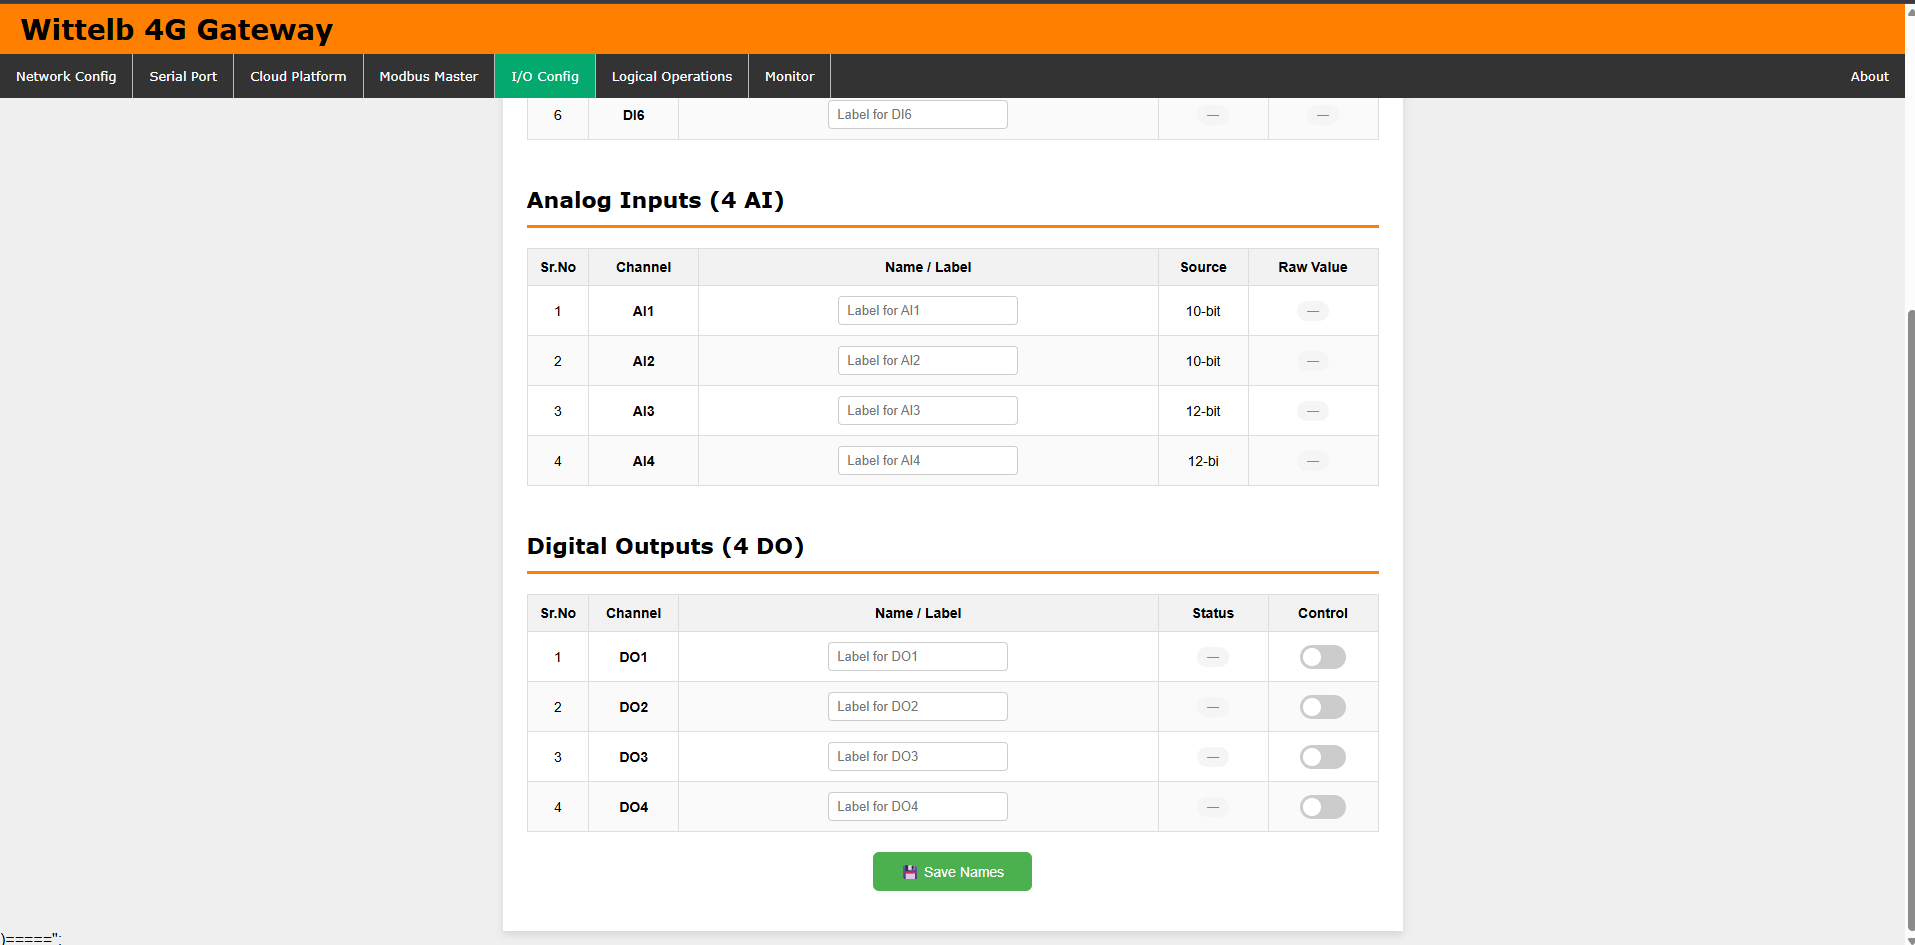 Wittelb 4G Gateway
Network Config Serial Port Cloud Platform Modbus Master I/O Config Logical Operations Monitor About
6 DI6 Label for DI6 — —
Analog Inputs (4 AI)
Sr.No Channel Name / Label Source Raw Value
1 AI1 Label for AI1 10-bit —
2 AI2 Label for AI2 10-bit —
3 AI3 Label for AI3 12-bit —
4 AI4 Label for AI4 12-bi —
Digital Outputs (4 DO)
Sr.No Channel Name / Label Status Control
1 DO1 Label for DO1 —
2 DO2 Label for DO2 —
3 DO3 Label for DO3 —
4 DO4 Label for DO4 —
Save Names
)=====";